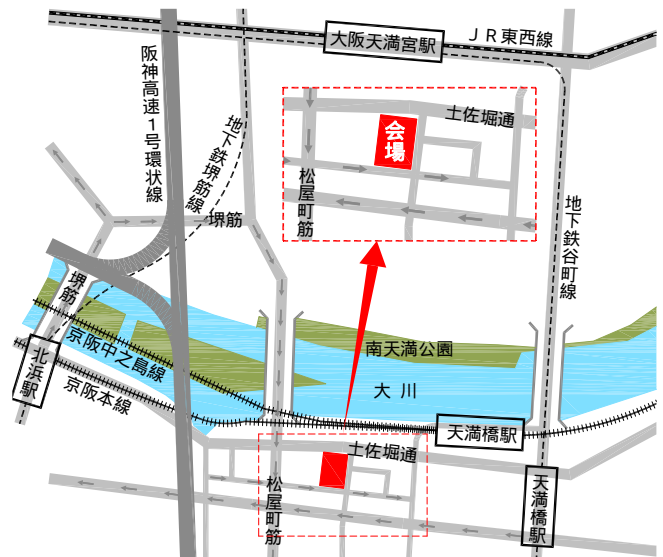 大阪天満宮駅
ＪＲ東西線
阪神高速1号環状線
地下鉄堺筋線
堺筋
土佐堀通
会場
松屋町筋
地下鉄谷町線
堺筋
北浜駅
京阪中之島線
京阪本線
南天満公園
大川
天満橋駅
土佐堀通
松屋町筋
天満橋駅